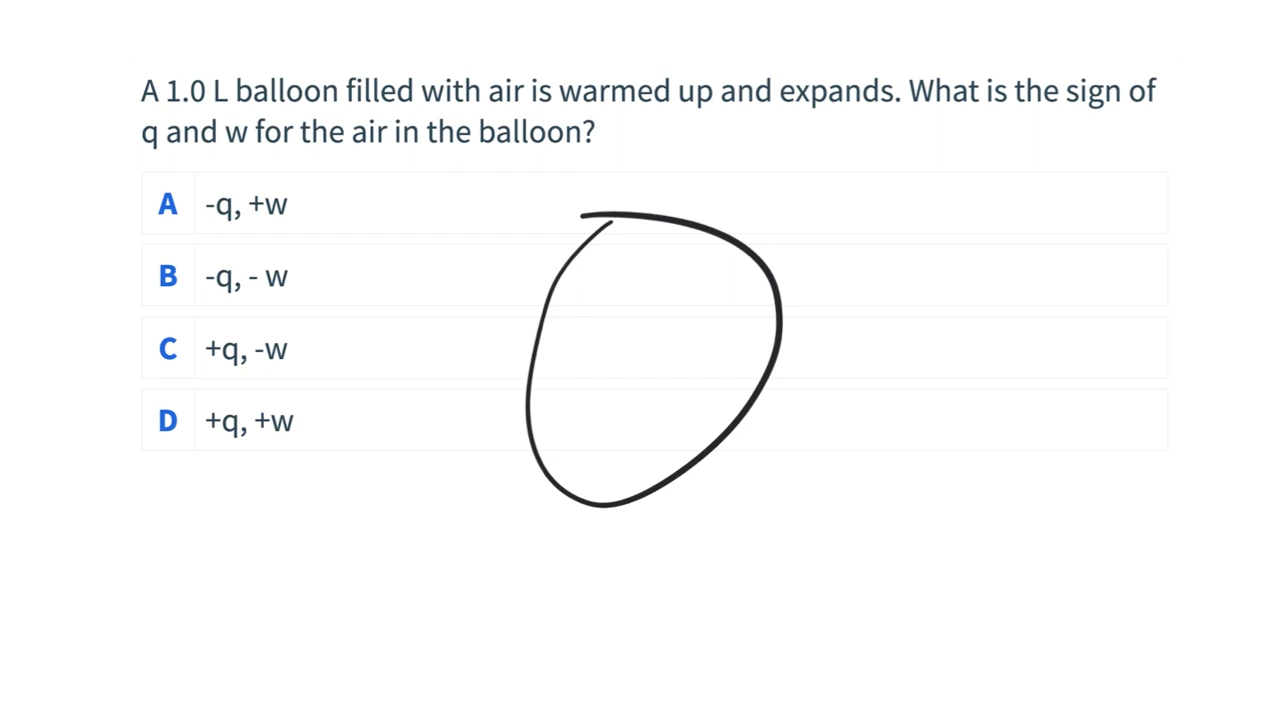 A 1.0 L balloon filled with air is warmed up and expands. What is the sign of
q and w for the air in the balloon?
A -q, +w
B -q, - w
C +q, -w
D +q, +w